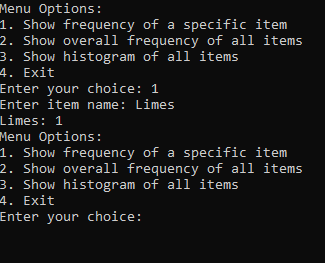 Menu Options:
1. Show frequency of a specific item
2. Show overall frequency of all items
3. Show histogram of all items
4. Exit
Enter your choice: 1
Enter item name: Limes
Limes: 1
Menu Options:
1. Show frequency of a specific item
2. Show overall frequency of all items
3. Show histogram of all items
4. Exit
Enter your choice: